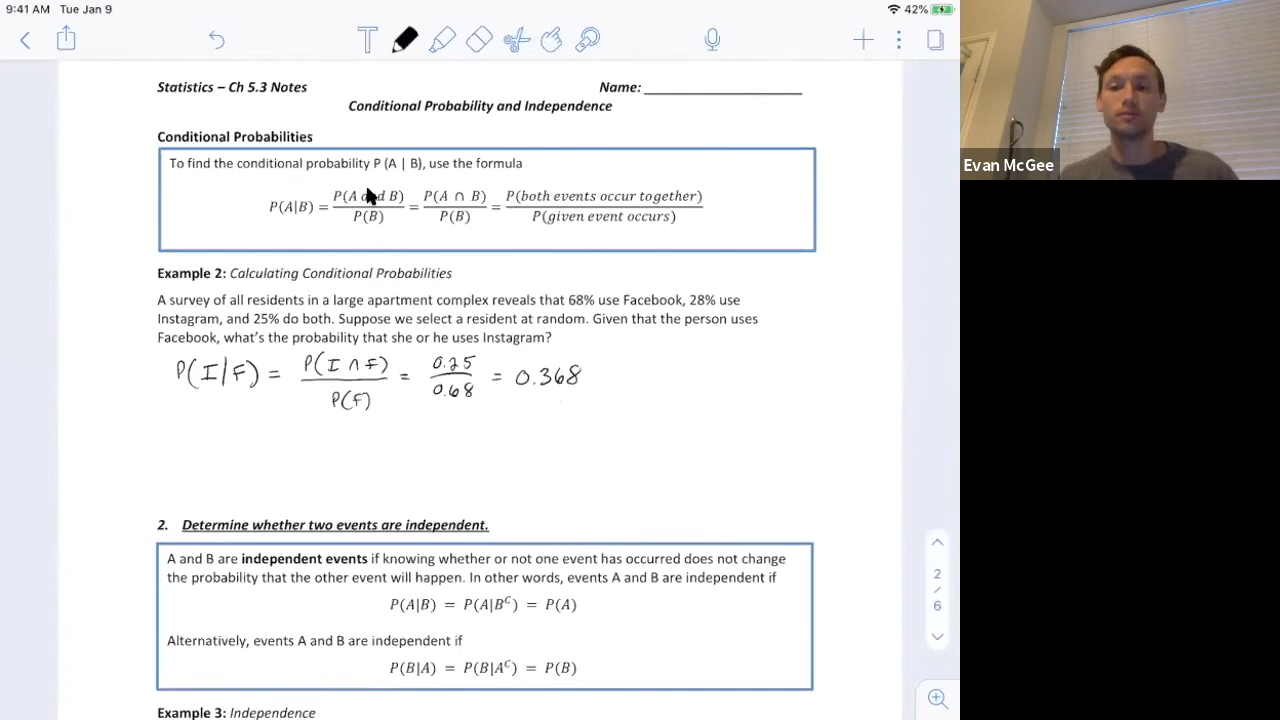 9:41 AM Tue Jan 9
42%
Evan McGee
Statistics – Ch 5.3 Notes
Name: ____________________
Conditional Probability and Independence
Conditional Probabilities
To find the conditional probability P (A | B), use the formula
P(A|B) = P(A and B)/P(B) = P(A ∩ B)/P(B) = P(both events occur together)/P(given event occurs)
Example 2: Calculating Conditional Probabilities
A survey of all residents in a large apartment complex reveals that 68% use Facebook, 28% use
Instagram, and 25% do both. Suppose we select a resident at random. Given that the person uses
Facebook, what's the probability that she or he uses Instagram?
P(I|F) = P(I ∩ F)/P(F) = 0.25/0.68 = 0.368
2. Determine whether two events are independent.
A and B are independent events if knowing whether or not one event has occurred does not change
the probability that the other event will happen. In other words, events A and B are independent if
P(A|B) = P(A|Bᶜ) = P(A)
Alternatively, events A and B are independent if
P(B|A) = P(B|Aᶜ) = P(B)
2
/
6
Example 3: Independence